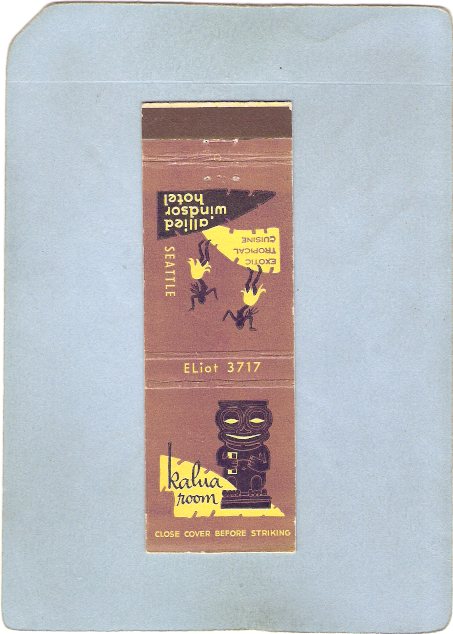 allied
windsor
hotel
EXOTIC
TROPICAL
CUISINE
SEATTLE
ELiot 3717
kalua
room
CLOSE COVER BEFORE STRIKING